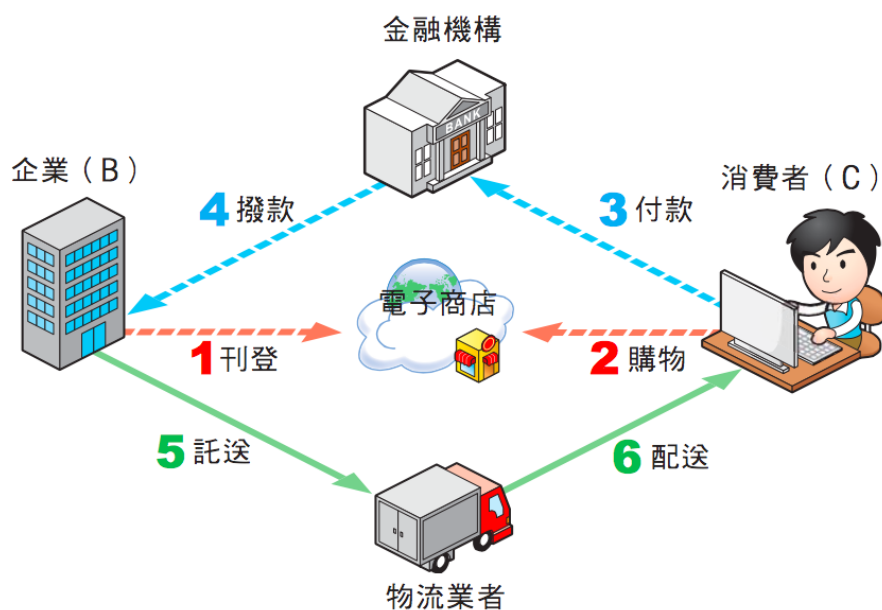 金融機構
BANK
企業（B）
消費者（C）
4 撥款
3 付款
電子商店
1 刊登
2 購物
5 託送
6 配送
物流業者